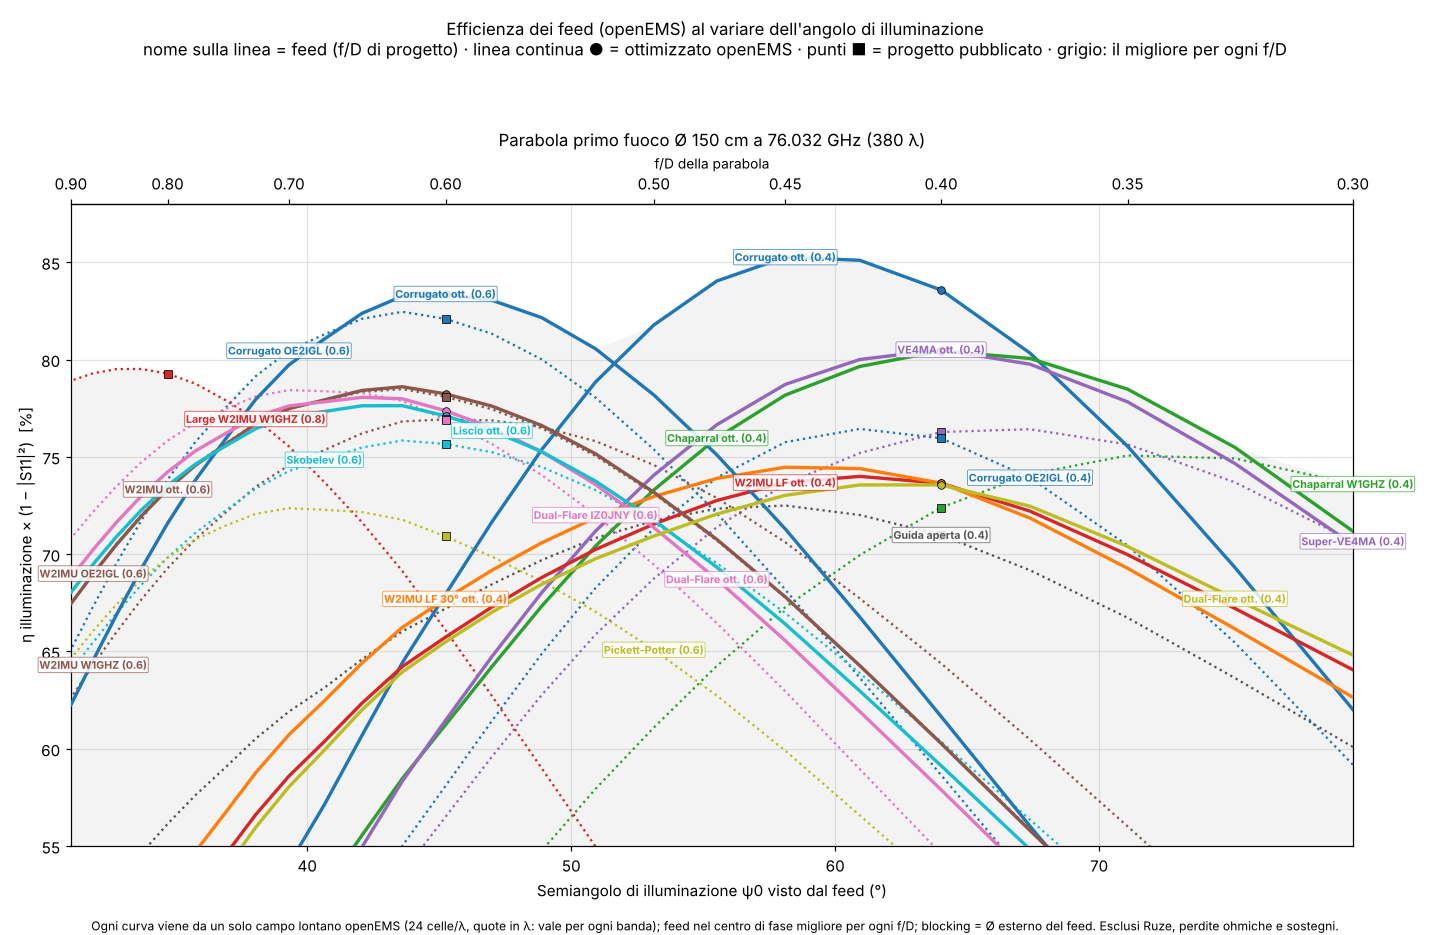 Efficienza dei feed (openEMS) al variare dell'angolo di illuminazione
nome sulla linea = feed (f/D di progetto) · linea continua ● = ottimizzato openEMS · punti ■ = progetto pubblicato · grigio: il migliore per ogni f/D
Parabola primo fuoco Ø 150 cm a 76.032 GHz (380 λ)
f/D della parabola
0.90 0.80 0.70 0.60 0.50 0.45 0.40 0.35 0.30
85
80
75
70
65
60
55
η illuminazione × (1 − |S11|²) [%]
Corrugato ott. (0.4)
Corrugato ott. (0.6)
Corrugato OE2IGL (0.6)
VE4MA ott. (0.4)
Large W2IMU W1GHZ (0.8)
Liscio ott. (0.6)
Chaparral ott. (0.4)
Skobelev (0.6)
W2IMU ott. (0.6)
W2IMU LF ott. (0.4)
Corrugato OE2IGL (0.4)
Chaparral W1GHZ (0.4)
Dual-Flare IZ0JNY (0.6)
Guida aperta (0.4)
Super-VE4MA (0.4)
W2IMU OE2IGL (0.6)
Dual-Flare ott. (0.6)
W2IMU LF 30° ott. (0.4)
Dual-Flare ott. (0.4)
Pickett-Potter (0.6)
W2IMU W1GHZ (0.6)
40 50 60 70
Semiangolo di illuminazione ψ0 visto dal feed (°)
Ogni curva viene da un solo campo lontano openEMS (24 celle/λ, quote in λ: vale per ogni banda); feed nel centro di fase migliore per ogni f/D; blocking = Ø esterno del feed. Esclusi Ruze, perdite ohmiche e sostegni.